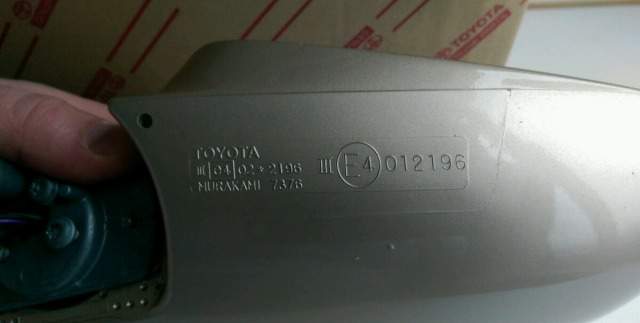 TOYOTA
TOYOTA
III 04 02*2196
MURAKAMI 7376
III E4 012196